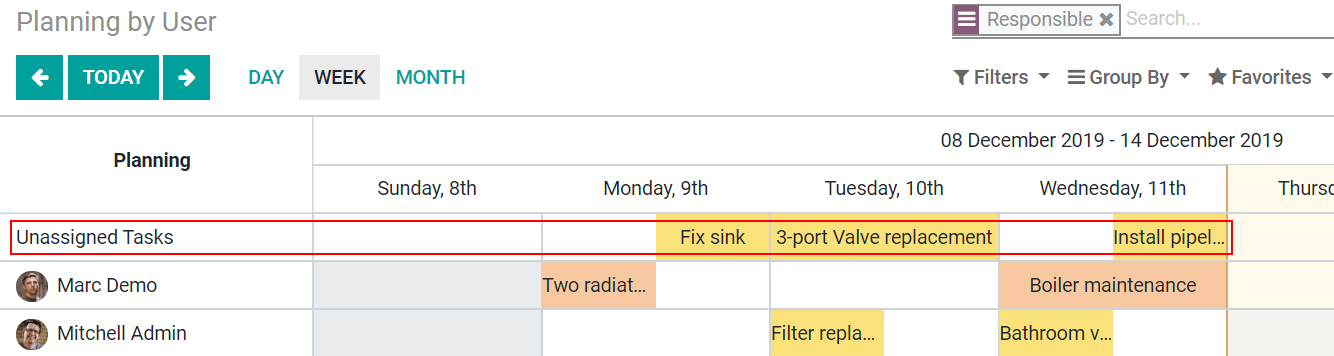 Planning by User
Responsible ✖ Search...
TODAY DAY WEEK MONTH Filters Group By Favorites
Planning 08 December 2019 - 14 December 2019
Sunday, 8th Monday, 9th Tuesday, 10th Wednesday, 11th Thurs
Unassigned Tasks Fix sink 3-port Valve replacement Install pipel...
Marc Demo Two radiat... Boiler maintenance
Mitchell Admin Filter repla... Bathroom v...